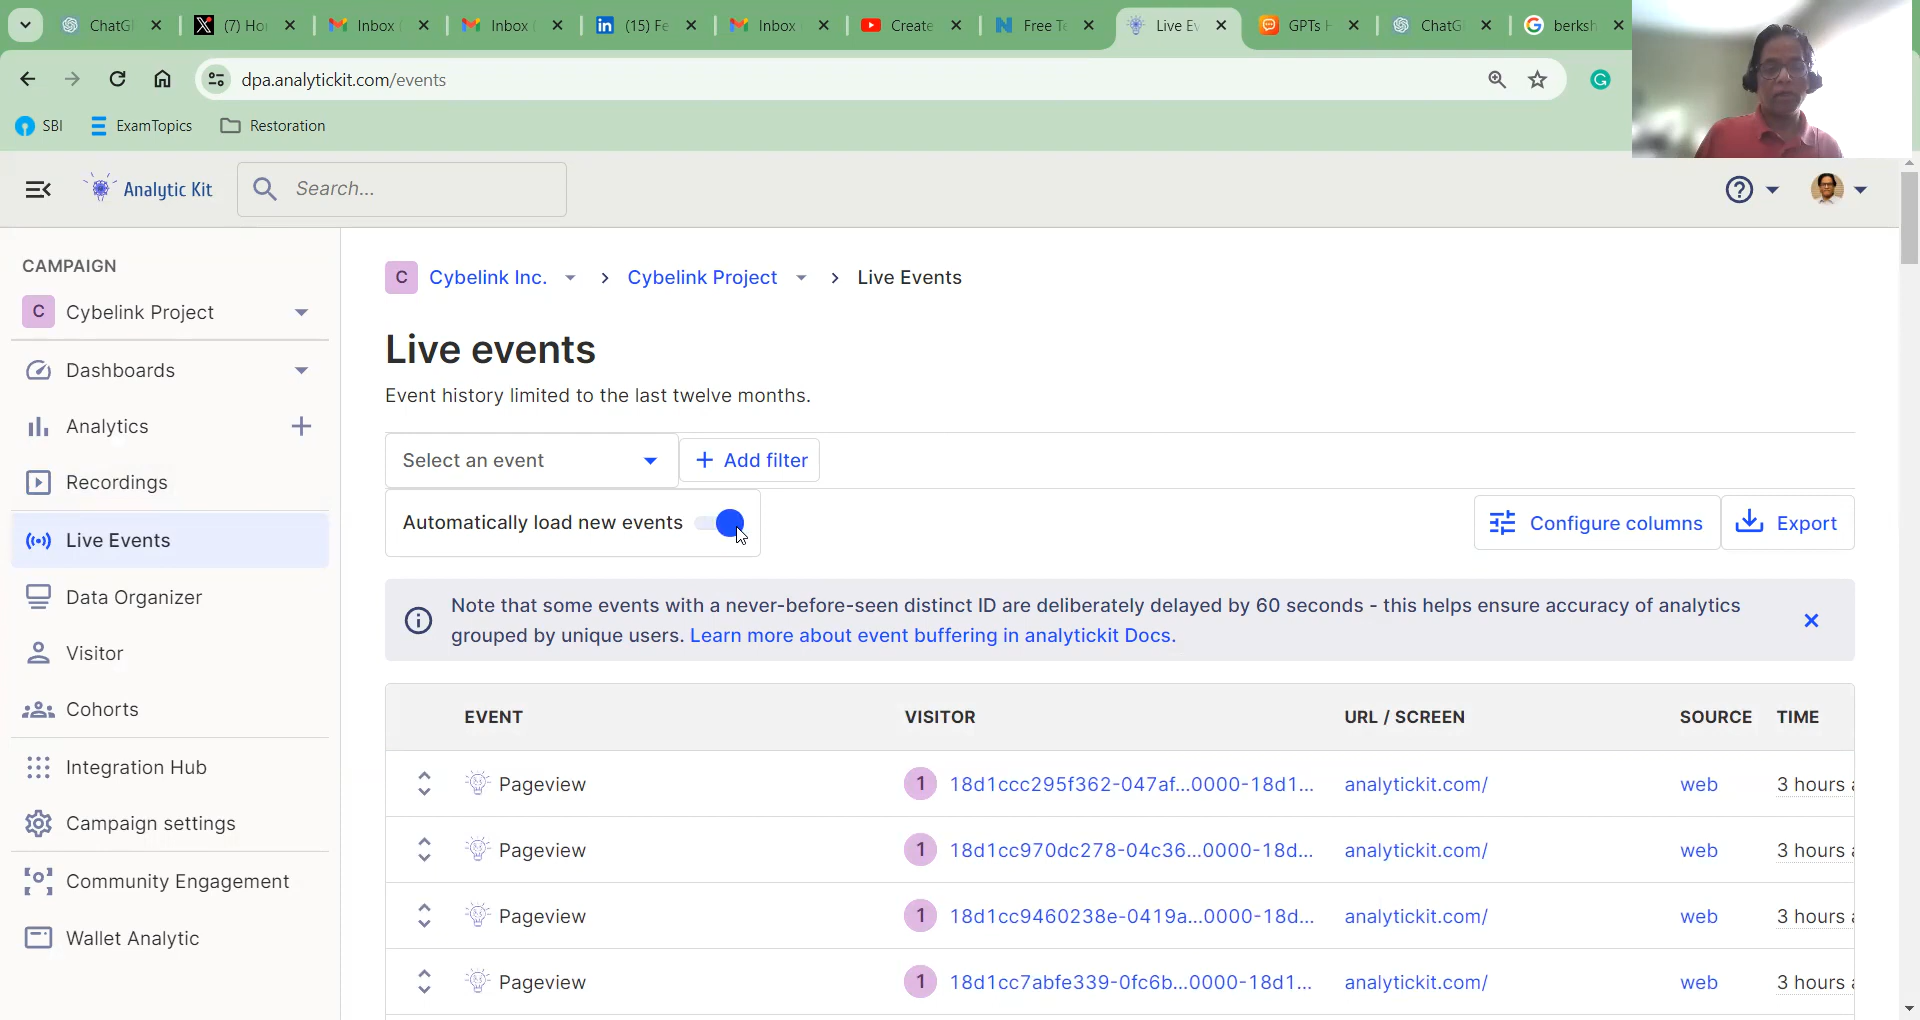 ChatG
(7) Ho
Inbox
Inbox
(15) Fe
Inbox
Create
Free Te
Live Ev
GPTs H
ChatG
berksh
dpa.analytickit.com/events
SBI
ExamTopics
Restoration
Analytic Kit
Search...
CAMPAIGN
C Cybelink Project
Dashboards
Analytics
Recordings
Live Events
Data Organizer
Visitor
Cohorts
Integration Hub
Campaign settings
Community Engagement
Wallet Analytic
C Cybelink Inc. > Cybelink Project > Live Events
Live events
Event history limited to the last twelve months.
Select an event
+ Add filter
Automatically load new events
Configure columns
Export
Note that some events with a never-before-seen distinct ID are deliberately delayed by 60 seconds - this helps ensure accuracy of analytics
grouped by unique users. Learn more about event buffering in analytickit Docs.
EVENT VISITOR URL / SCREEN SOURCE TIME
Pageview 1 18d1ccc295f362-047af...0000-18d1... analytickit.com/ web 3 hours
Pageview 1 18d1cc970dc278-04c36...0000-18d... analytickit.com/ web 3 hours
Pageview 1 18d1cc9460238e-0419a...0000-18d... analytickit.com/ web 3 hours
Pageview 1 18d1cc7abfe339-0fc6b...0000-18d1... analytickit.com/ web 3 hours